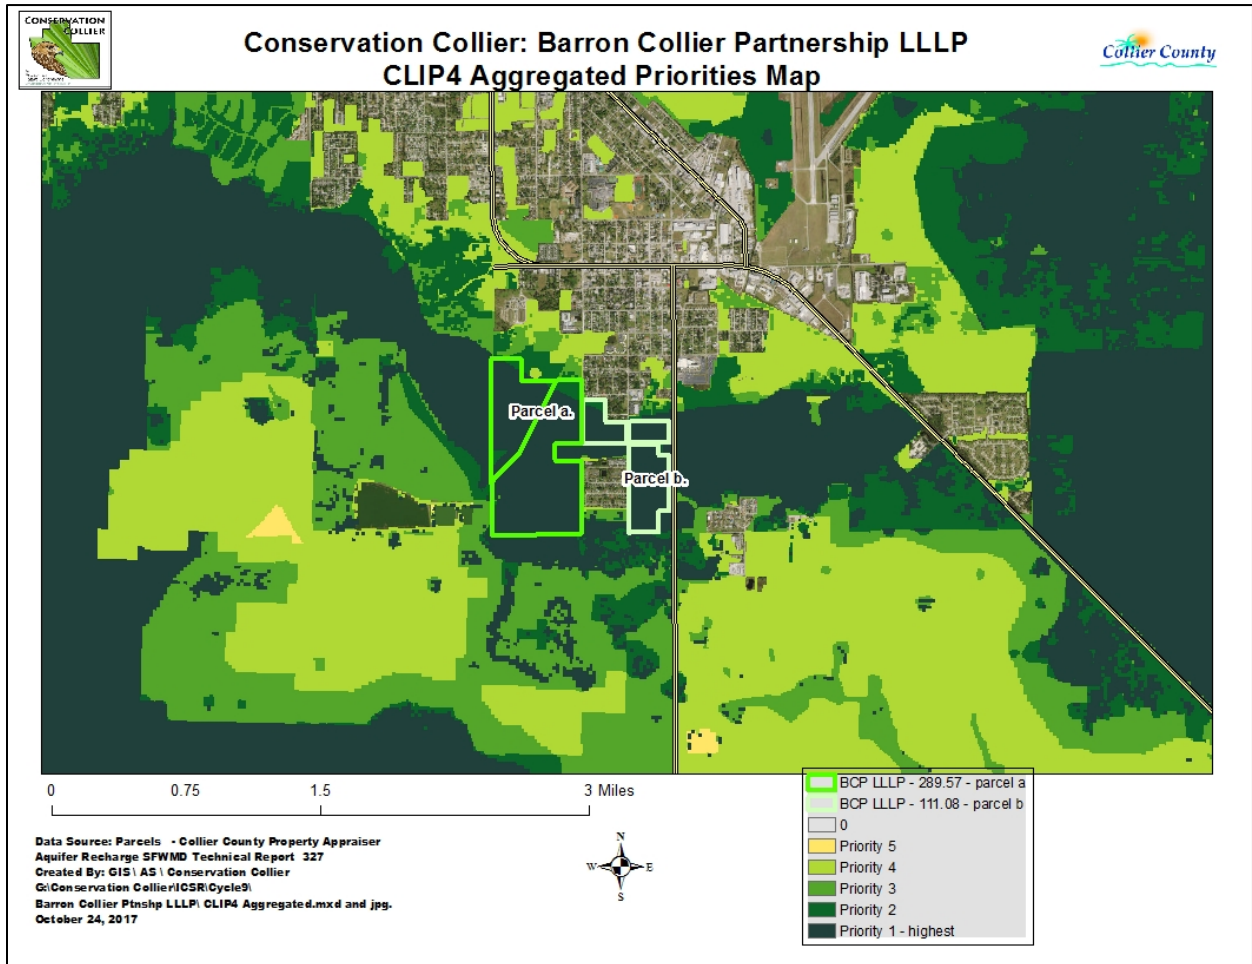 CONSERVATION
COLLIER
Conservation Collier: Barron Collier Partnership LLLP
CLIP4 Aggregated Priorities Map
Collier County
Parcel a.
Parcel b.
0 0.75 1.5 3 Miles
Data Source: Parcels - Collier County Property Appraiser
Aquifer Recharge SFWMD Technical Report 327
Created By: GIS \ AS \ Conservation Collier
G:\Conservation Collier\ICSR\Cycle9\
Barron Collier Ptnshp LLLP\ CLIP4 Aggregated.mxd and jpg.
October 24, 2017
N
W E
S
BCP LLLP - 289.57 - parcel a
BCP LLLP - 111.08 - parcel b
0
Priority 5
Priority 4
Priority 3
Priority 2
Priority 1 - highest